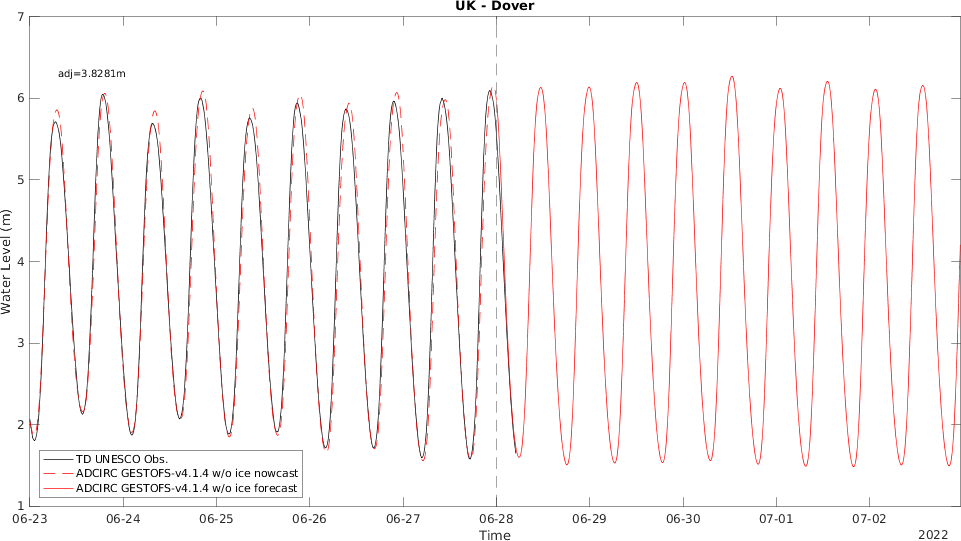 UK - Dover
7
adj=3.8281m
6
5
4
3
2
1
Water Level (m)
TD UNESCO Obs.
ADCIRC GESTOFS-v4.1.4 w/o ice nowcast
ADCIRC GESTOFS-v4.1.4 w/o ice forecast
06-23 06-24 06-25 06-26 06-27 06-28 06-29 06-30 07-01 07-02
Time
2022